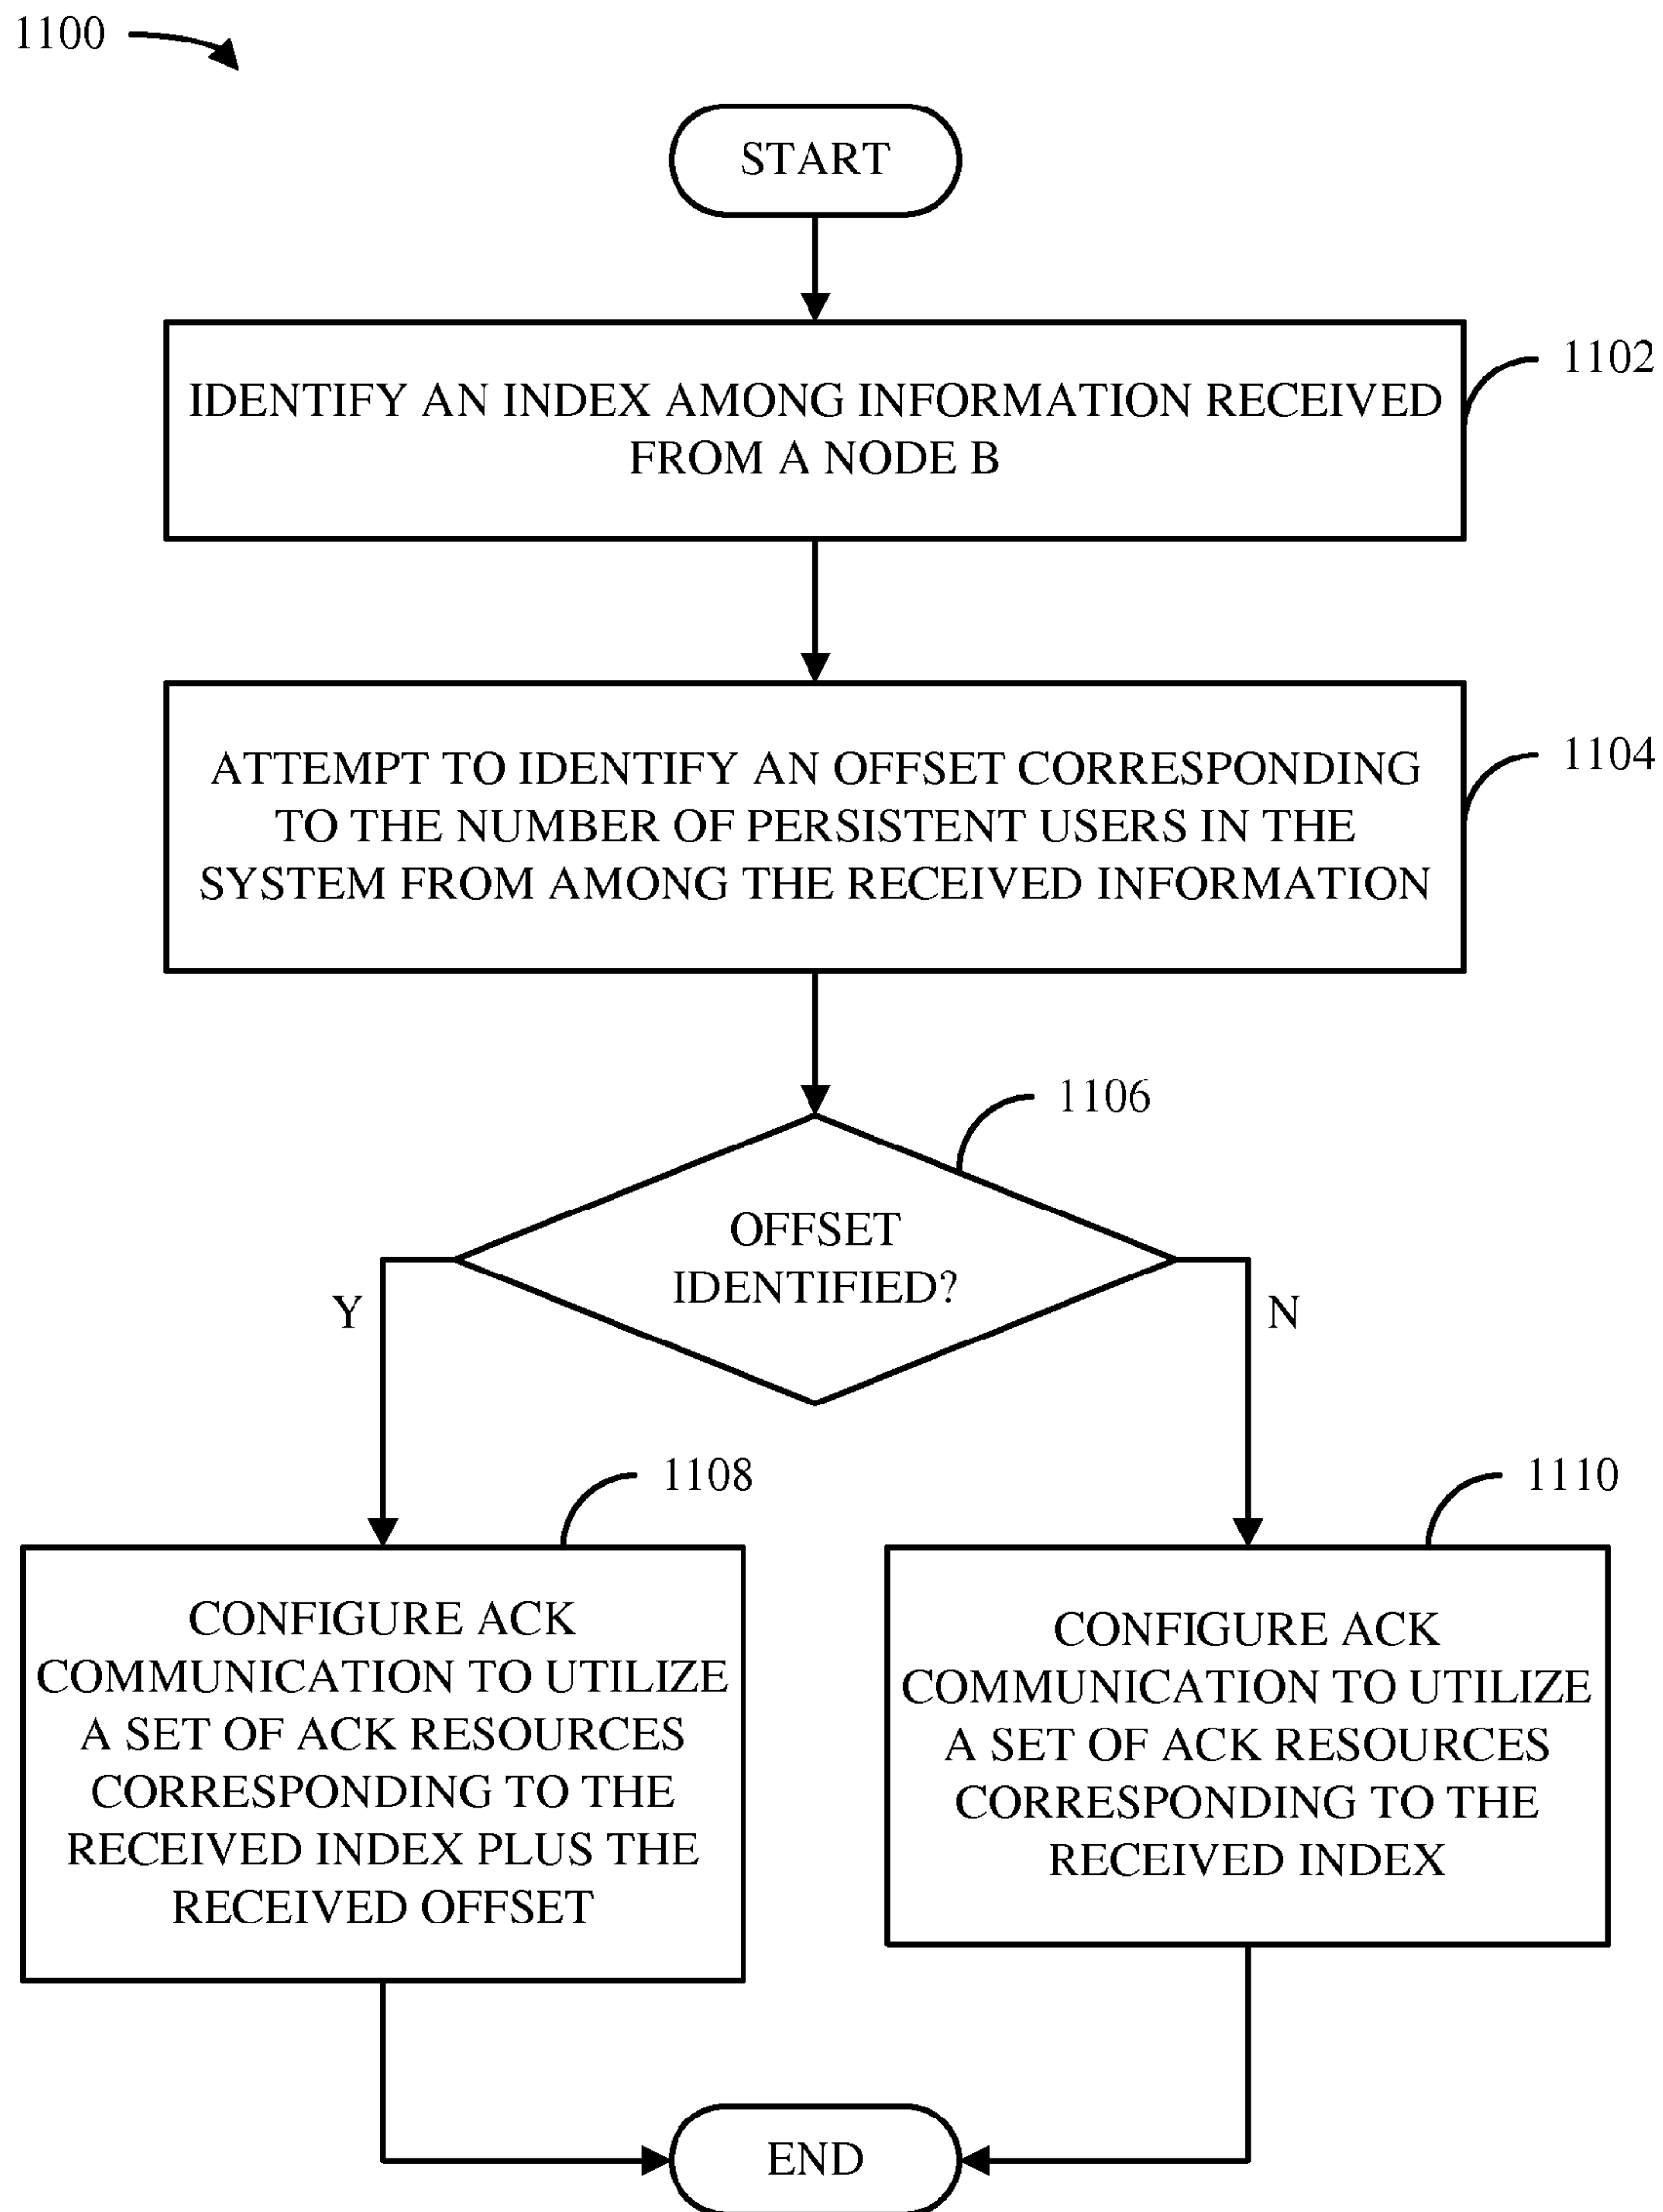 1100
START
IDENTIFY AN INDEX AMONG INFORMATION RECEIVED
FROM A NODE B
1102
ATTEMPT TO IDENTIFY AN OFFSET CORRESPONDING
TO THE NUMBER OF PERSISTENT USERS IN THE
SYSTEM FROM AMONG THE RECEIVED INFORMATION
1104
1106
OFFSET
IDENTIFIED?
Y
N
1108
CONFIGURE ACK
COMMUNICATION TO UTILIZE
A SET OF ACK RESOURCES
CORRESPONDING TO THE
RECEIVED INDEX PLUS THE
RECEIVED OFFSET
1110
CONFIGURE ACK
COMMUNICATION TO UTILIZE
A SET OF ACK RESOURCES
CORRESPONDING TO THE
RECEIVED INDEX
END